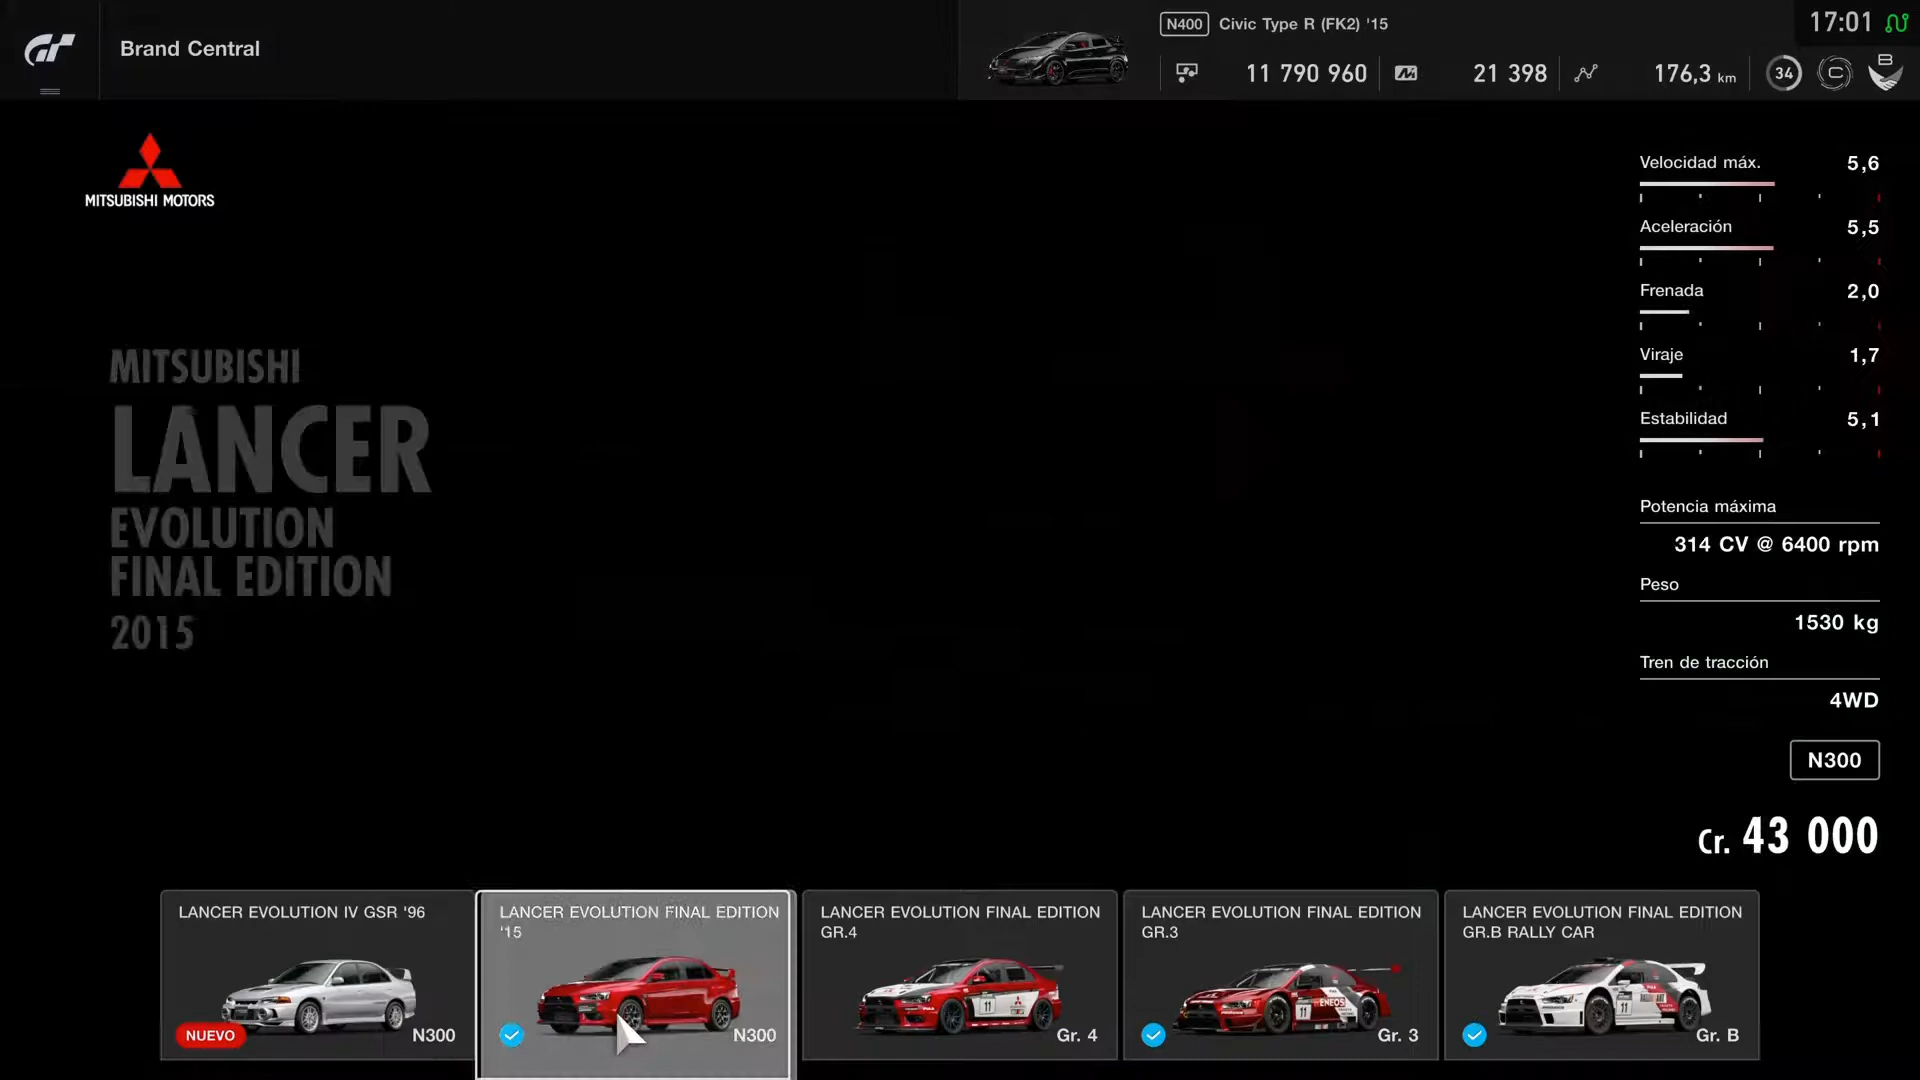 Brand Central
N400 Civic Type R (FK2) '15
17:01
11 790 960
21 398
176,3 km
34
C
B
MITSUBISHI MOTORS
MITSUBISHI
LANCER
EVOLUTION
FINAL EDITION
2015
Velocidad máx. 5,6
Aceleración 5,5
Frenada 2,0
Viraje 1,7
Estabilidad 5,1
Potencia máxima
314 CV @ 6400 rpm
Peso
1530 kg
Tren de tracción
4WD
N300
Cr. 43 000
LANCER EVOLUTION IV GSR '96
NUEVO
N300
LANCER EVOLUTION FINAL EDITION
'15
N300
LANCER EVOLUTION FINAL EDITION
GR.4
11
Gr. 4
LANCER EVOLUTION FINAL EDITION
GR.3
ENEOS
11
Gr. 3
LANCER EVOLUTION FINAL EDITION
GR.B RALLY CAR
11
Gr. B